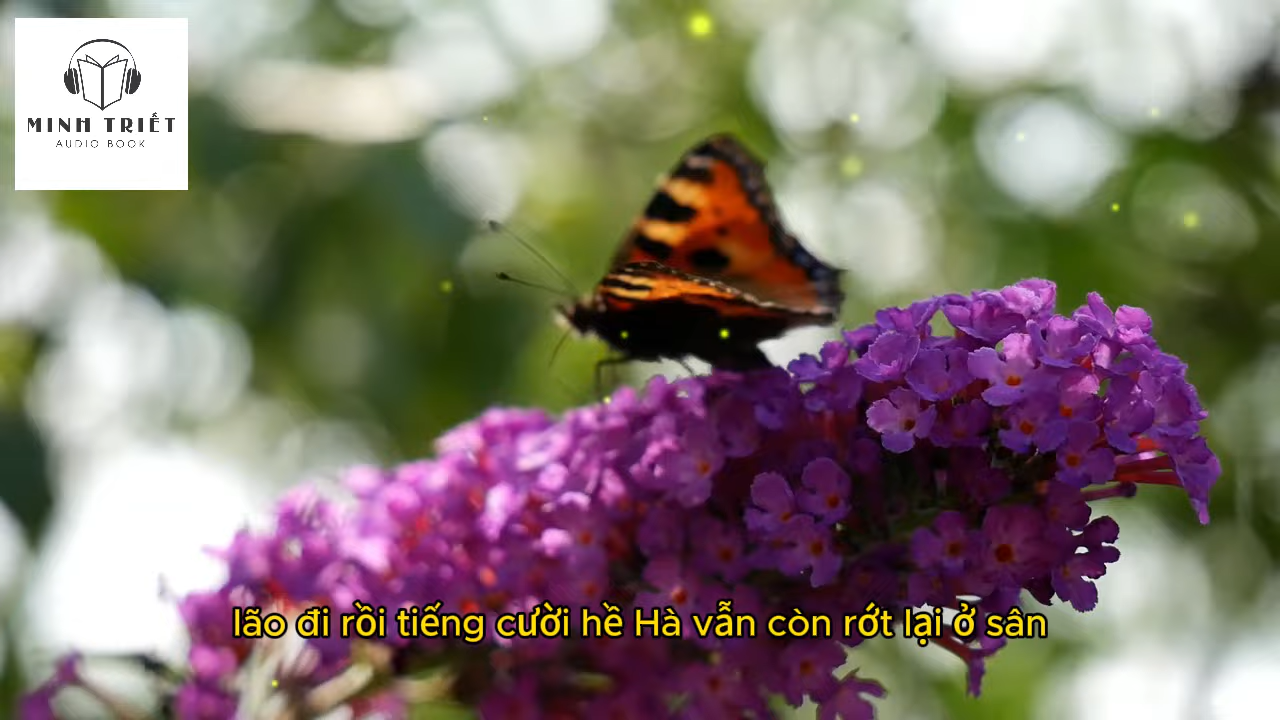 MINH TRIẾT
AUDIO BOOK
lão đi rồi tiếng cười hề Hà vẫn còn rớt lại ở sân